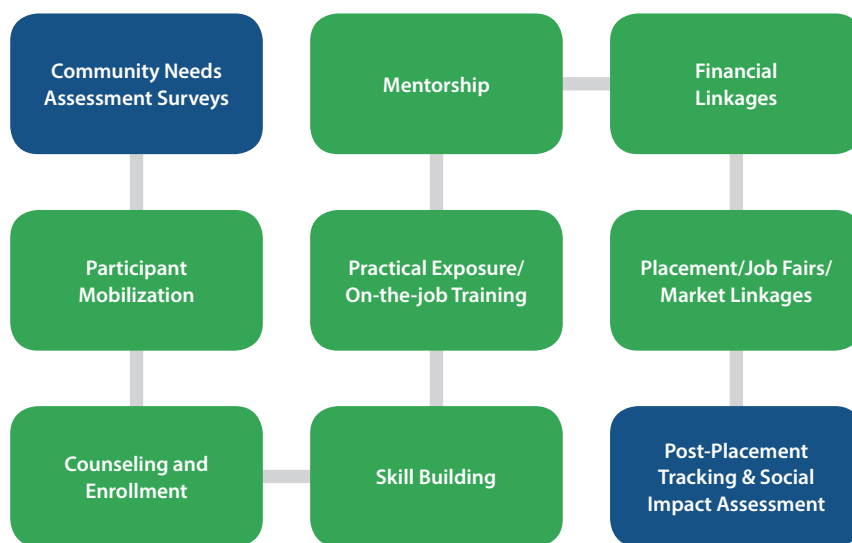 Community Needs
Assessment Surveys
Mentorship
Financial
Linkages
Participant
Mobilization
Practical Exposure/
On-the-job Training
Placement/Job Fairs/
Market Linkages
Counseling and
Enrollment
Skill Building
Post-Placement
Tracking & Social
Impact Assessment